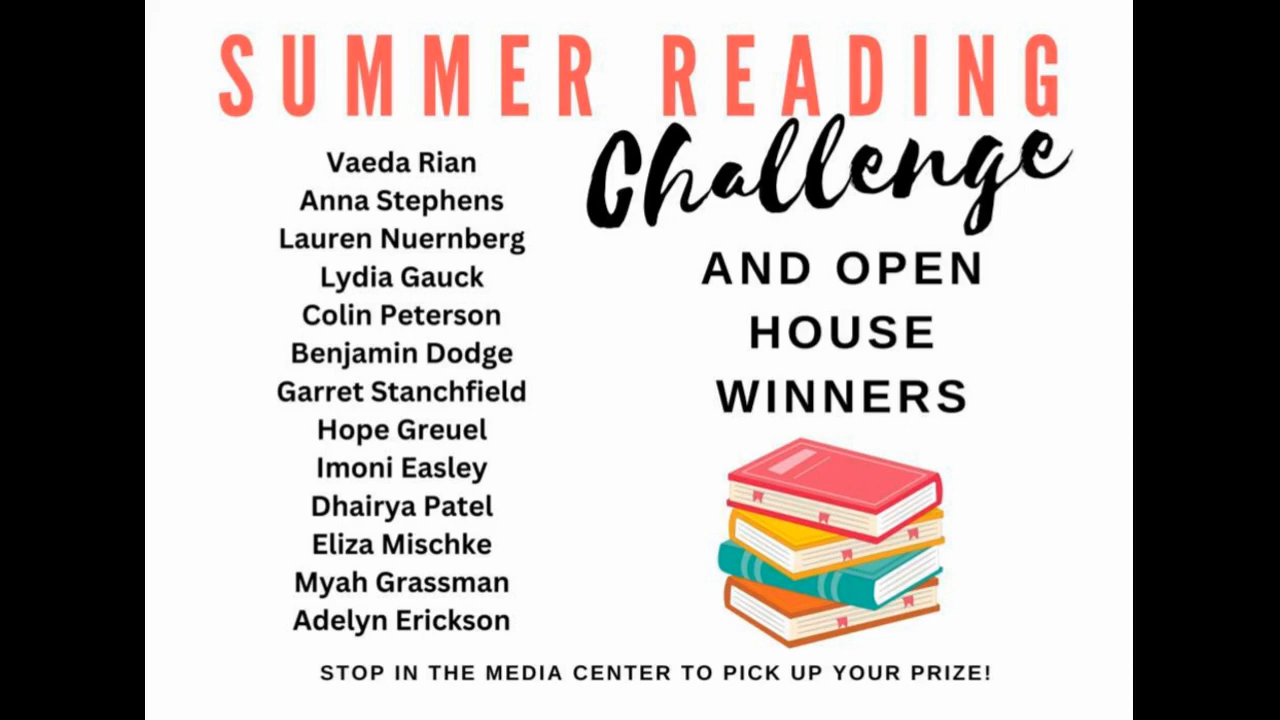 SUMMER READING
Challenge
AND OPEN
HOUSE
WINNERS
Vaeda Rian
Anna Stephens
Lauren Nuernberg
Lydia Gauck
Colin Peterson
Benjamin Dodge
Garret Stanchfield
Hope Greuel
Imoni Easley
Dhairya Patel
Eliza Mischke
Myah Grassman
Adelyn Erickson
STOP IN THE MEDIA CENTER TO PICK UP YOUR PRIZE!